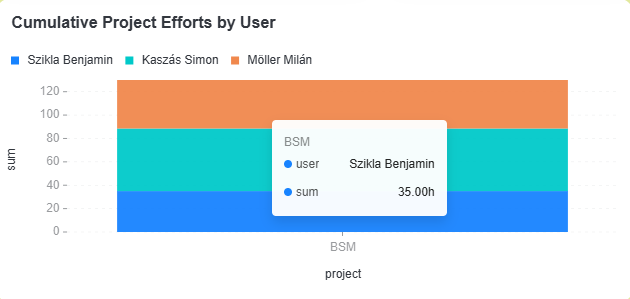 Cumulative Project Efforts by User
Szikla Benjamin Kaszás Simon Möller Milán
120
100
80
60
40
20
0
sum
BSM
user Szikla Benjamin
sum 35.00h
BSM
project